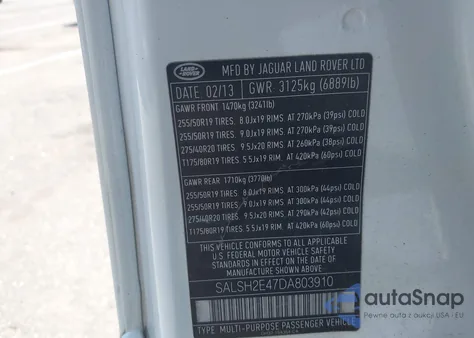 LAND ROVER
MFD BY JAGUAR LAND ROVER LTD
DATE 02/13 GWR 3125kg (6889lb)
GAWR FRONT 1470kg (3241lb)
255/50R19 TIRES. 8.0Jx19 RIMS. AT 270kPa (39psi) COLD
255/50R19 TIRES. 9.0Jx19 RIMS. AT 270kPa (39psi) COLD
275/40R20 TIRES. 9.5Jx20 RIMS. AT 260kPa (38psi) COLD
T175/80R19 TIRES. 5.5Jx19 RIM. AT 420kPa (60psi) COLD
GAWR REAR 1710kg (3770lb)
255/50R19 TIRES. 8.0Jx19 RIMS. AT 300kPa (44psi) COLD
255/50R19 TIRES. 9.0Jx19 RIMS. AT 300kPa (44psi) COLD
275/40R20 TIRES. 9.5Jx20 RIMS. AT 290kPa (42psi) COLD
T175/80R19 TIRES. 5.5Jx19 RIM. AT 420kPa (60psi) COLD
THIS VEHICLE CONFORMS TO ALL APPLICABLE
U.S. FEDERAL MOTOR VEHICLE SAFETY STANDARDS
IN EFFECT ON THE DATE OF MANUFACTURE
SHOWN ABOVE
SALSH2E47DA803910
TYPE MULTI-PURPOSE PASSENGER VEHICLE
autoSnap
Auctions cars from USA | EU